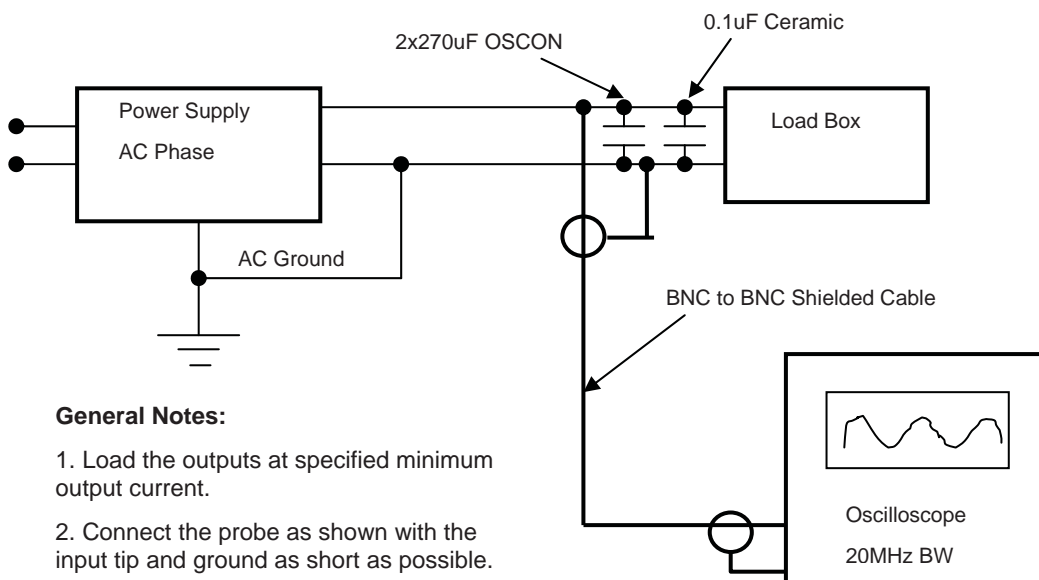 0.1uF Ceramic
2x270uF OSCON
Power Supply
AC Phase
Load Box
AC Ground
BNC to BNC Shielded Cable
General Notes:
1. Load the outputs at specified minimum
output current.
2. Connect the probe as shown with the
input tip and ground as short as possible.
Oscilloscope
20MHz BW